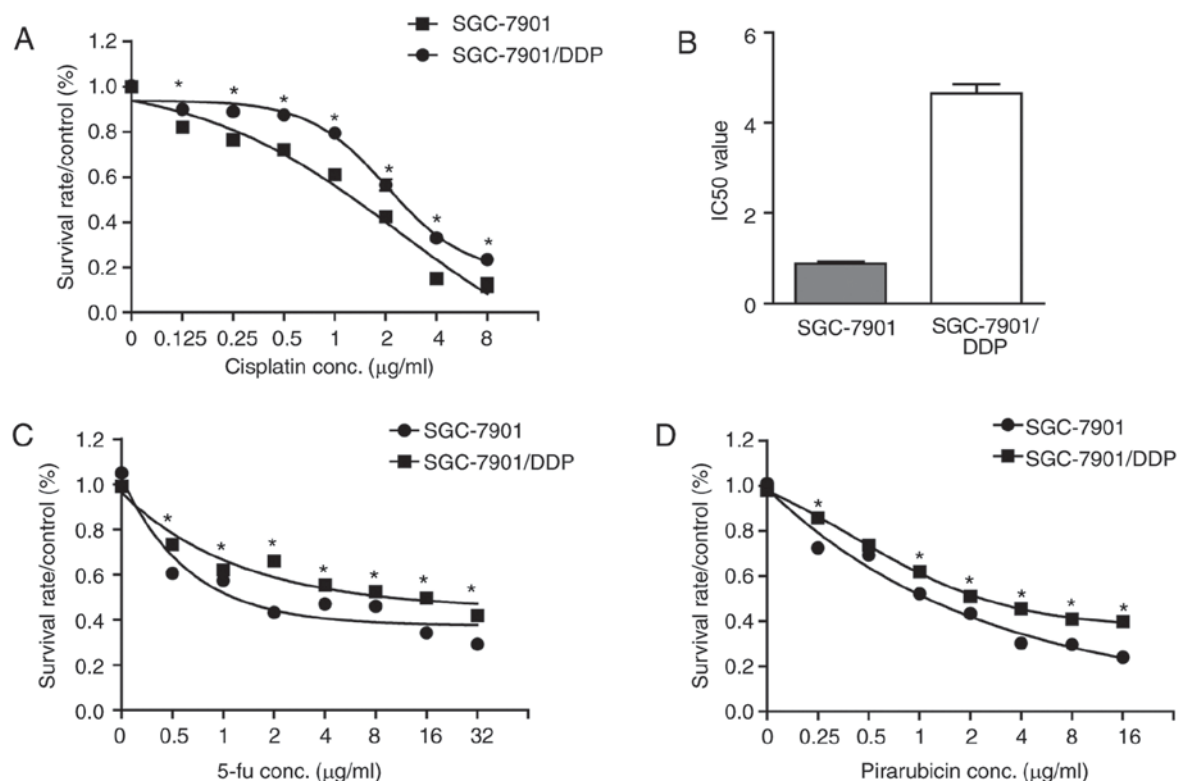 A
SGC-7901
SGC-7901/DDP
Survival rate/control (%)
1.2
1.0
0.8
0.6
0.4
0.2
0.0
* * * * * * *
0 0.125 0.25 0.5 1 2 4 8
Cisplatin conc. (μg/ml)
B
IC50 value
6
4
2
0
SGC-7901
SGC-7901/
DDP
C
SGC-7901
SGC-7901/DDP
Survival rate/control (%)
1.2
1.0
0.8
0.6
0.4
0.2
0.0
* * * * * * *
0 0.5 1 2 4 8 16 32
5-fu conc. (μg/ml)
D
SGC-7901
SGC-7901/DDP
Survival rate/control (%)
1.2
1.0
0.8
0.6
0.4
0.2
0.0
* * * * * *
0 0.25 0.5 1 2 4 8 16
Pirarubicin conc. (μg/ml)